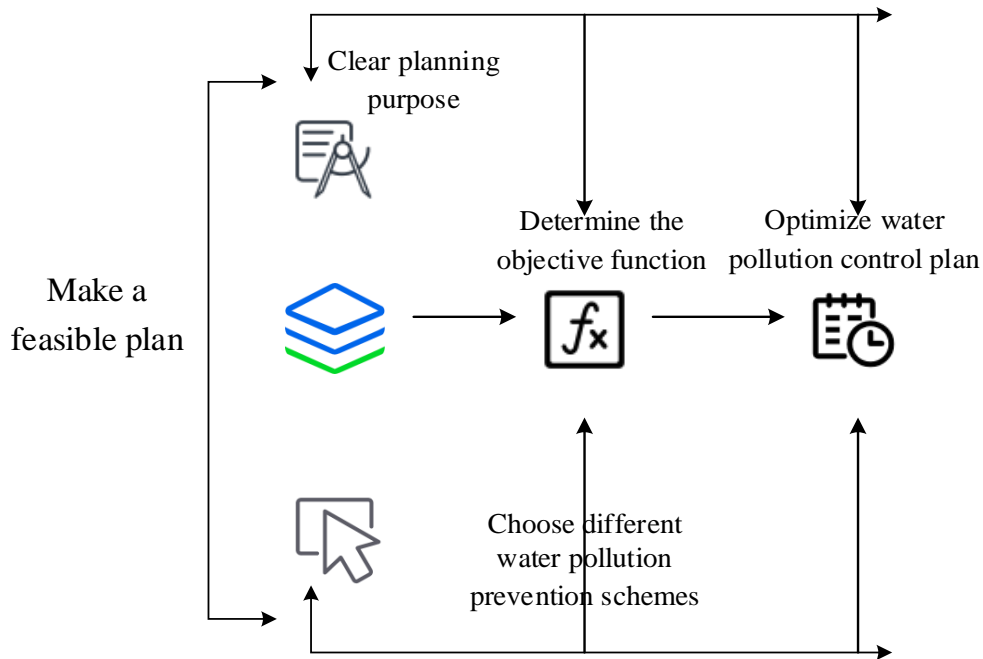 Clear planning
purpose
Determine the
objective function
Optimize water
pollution control plan
Make a
feasible plan
fx
Choose different
water pollution
prevention schemes